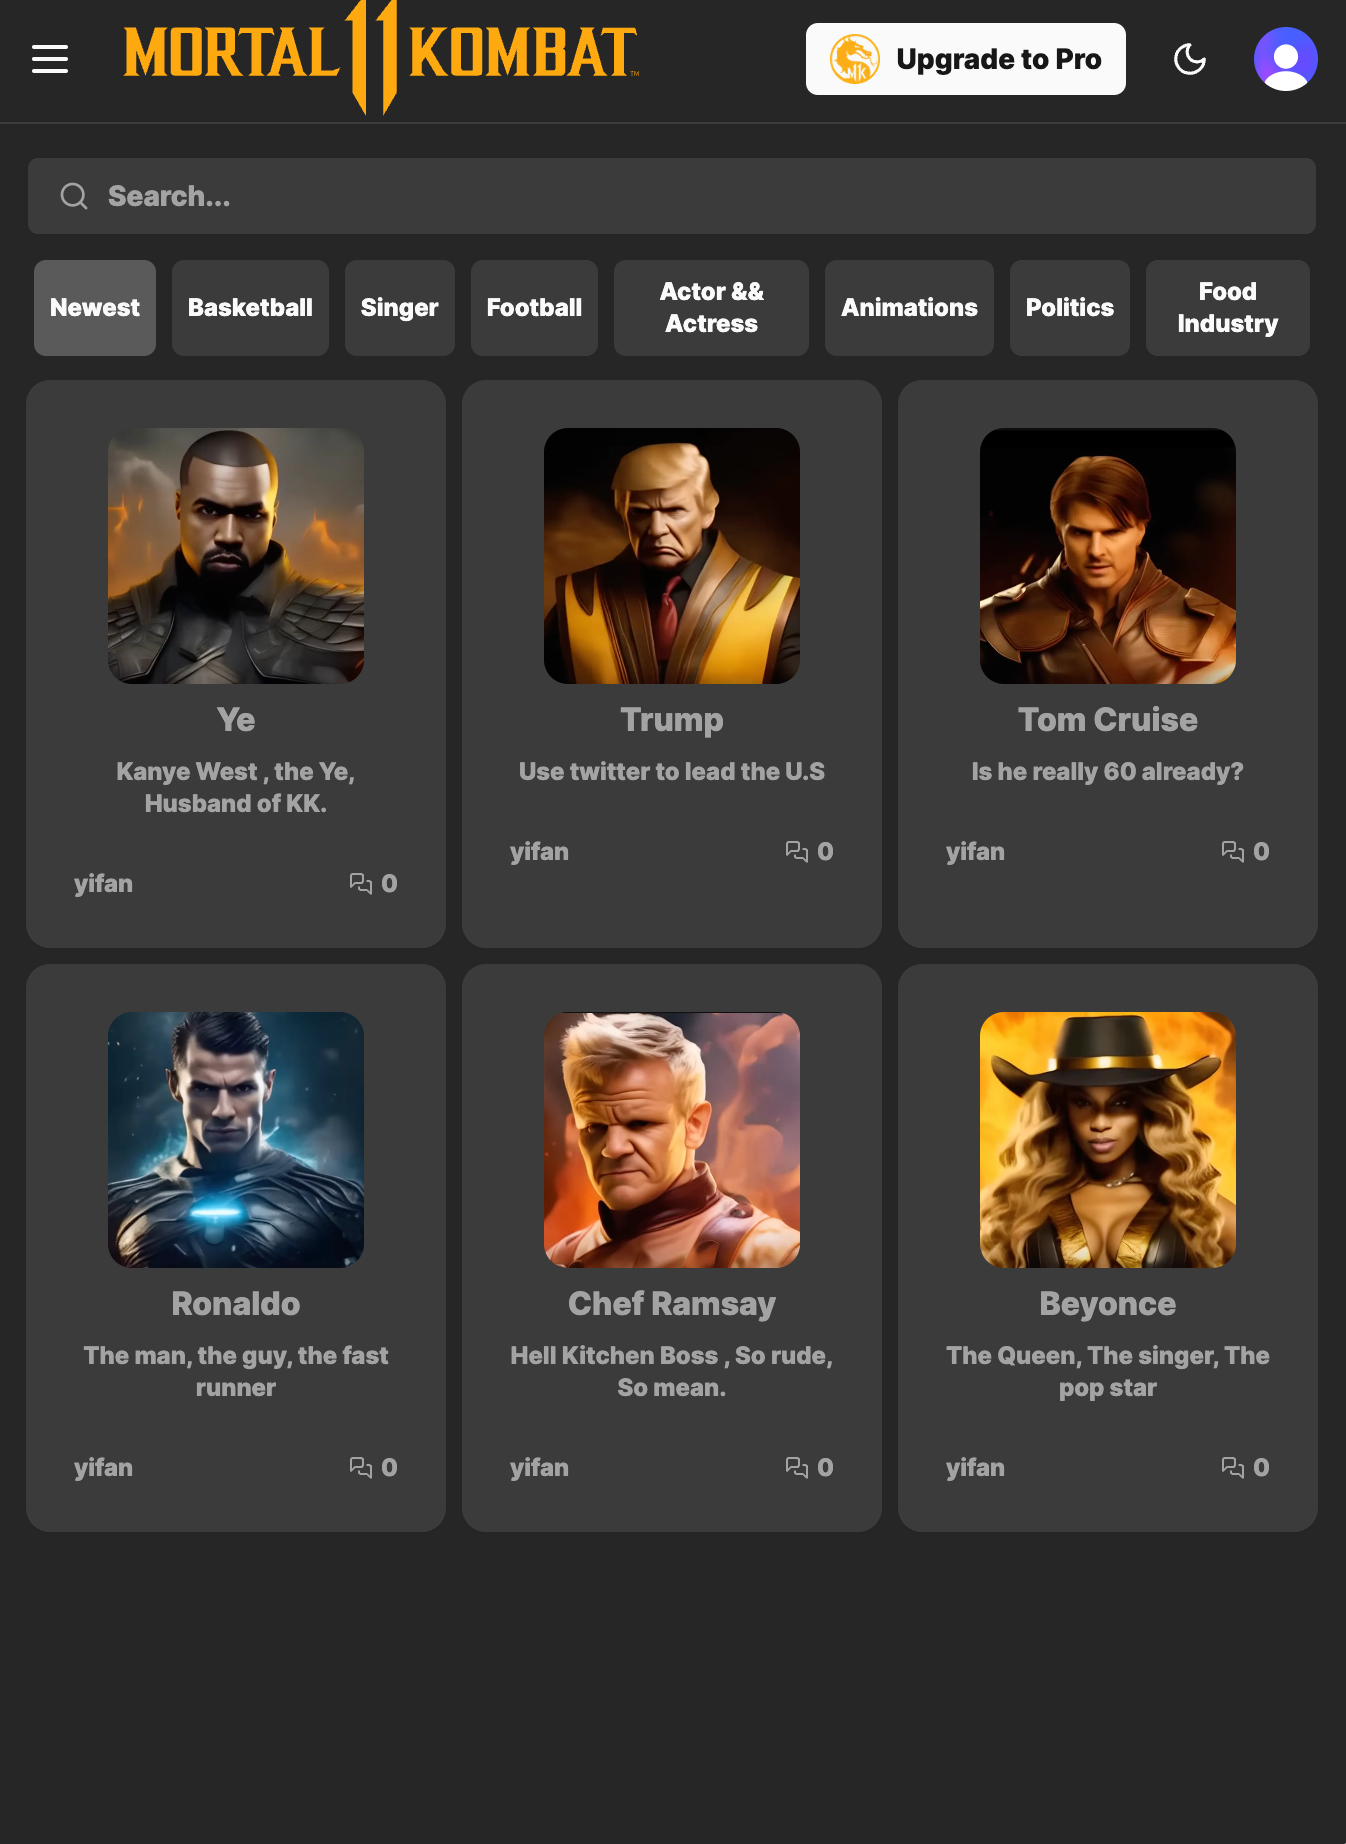 MORTAL 11 KOMBAT™
MK
Upgrade to Pro
Search...
Newest
Basketball
Singer
Football
Actor &&
Actress
Animations
Politics
Food
Industry
Ye
Kanye West , the Ye,
Husband of KK.
yifan
0
Trump
Use twitter to lead the U.S
yifan
0
Tom Cruise
Is he really 60 already?
yifan
0
Ronaldo
The man, the guy, the fast
runner
yifan
0
Chef Ramsay
Hell Kitchen Boss , So rude,
So mean.
yifan
0
Beyonce
The Queen, The singer, The
pop star
yifan
0